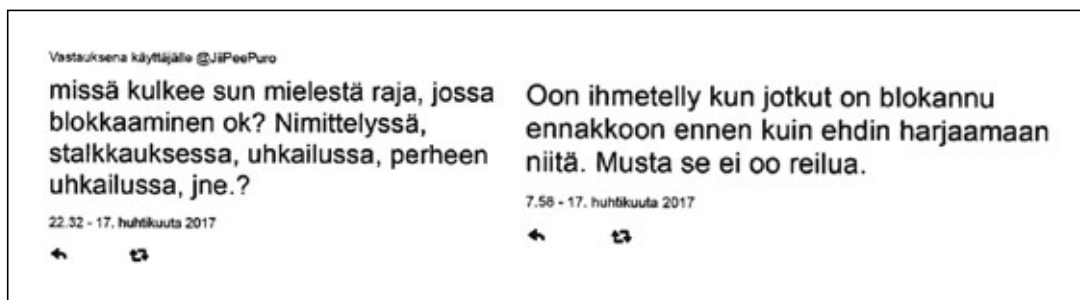 Vastauksena käyttäjälle @JiiPeePuro
missä kulkee sun mielestä raja, jossa
blokkaaminen ok? Nimittelyssä,
stalkkauksessa, uhkailussa, perheen
uhkailussa, jne.?
22.32 - 17. huhtikuuta 2017
Oon ihmetelly kun jotkut on blokannu
ennakkoon ennen kuin ehdin harjaamaan
niitä. Musta se ei oo reilua.
7.58 - 17. huhtikuuta 2017